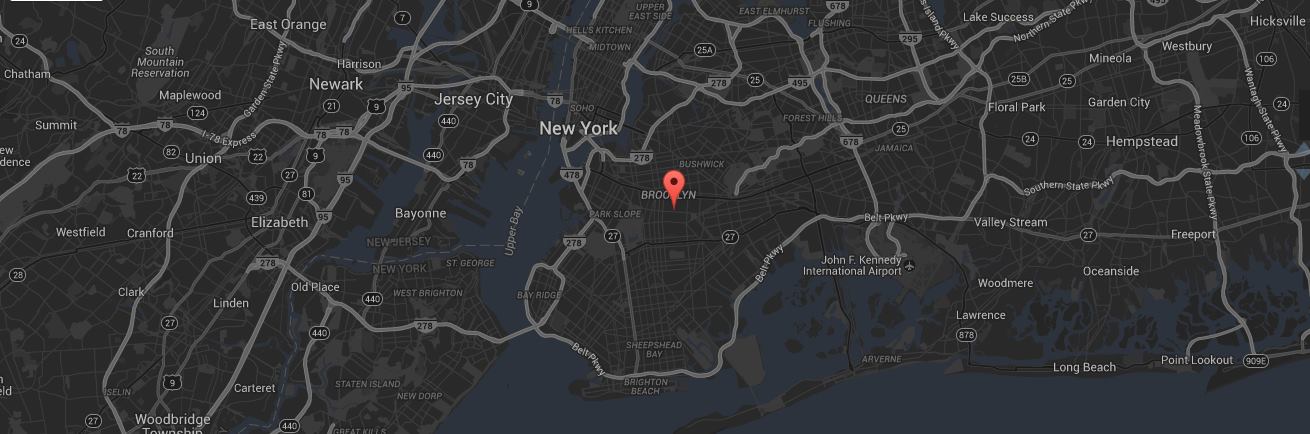 UPPER
EAST SIDE
EAST ELMHURST
678
Lake Success
495
9
7
East Orange
HELL'S KITCHEN
FLUSHING
Northern State Pkwy
Hicksville
24
South
Mountain
Reservation
MIDTOWN
25A
295
Westbury
Chatham
Harrison
Mineola
106
Newark
95
278
25
495
25B
25
Maplewood
Garden State Pkwy
21
9
Jersey City
78
SOHO
QUEENS
Floral Park
Garden City
Wantagh State Pkwy
24
124
440
FOREST HILLS
Summit
78
78
I-78 Express
78
78
New York
25
24
24
Hempstead
106
82
Union
22
9
440
78
278
678
JAMAICA
Meadowbrook State Pkwy
22
27
95
478
BUSHWICK
Southern State Pkwy
439
81
BROOKLYN
Elizabeth
95
Bayonne
PARK SLOPE
Belt Pkwy
Valley Stream
Westfield
Cranford
Upper Bay
278
27
27
27
Freeport
NEW JERSEY
278
NEW YORK
ST. GEORGE
Belt Pkwy
John F. Kennedy
International Airport
28
Oceanside
Clark
Linden
Old Place
440
WEST BRIGHTON
BAY RIDGE
Woodmere
27
440
278
Lawrence
878
Belt Pkwy
SHEEPSHEAD
BAY
ARVERNE
Point Lookout
909E
9
Carteret
STATEN ISLAND
BRIGHTON
BEACH
Long Beach
ISELIN
NEW DORP
27
Woodbridge
Township
440
GREAT KILLS